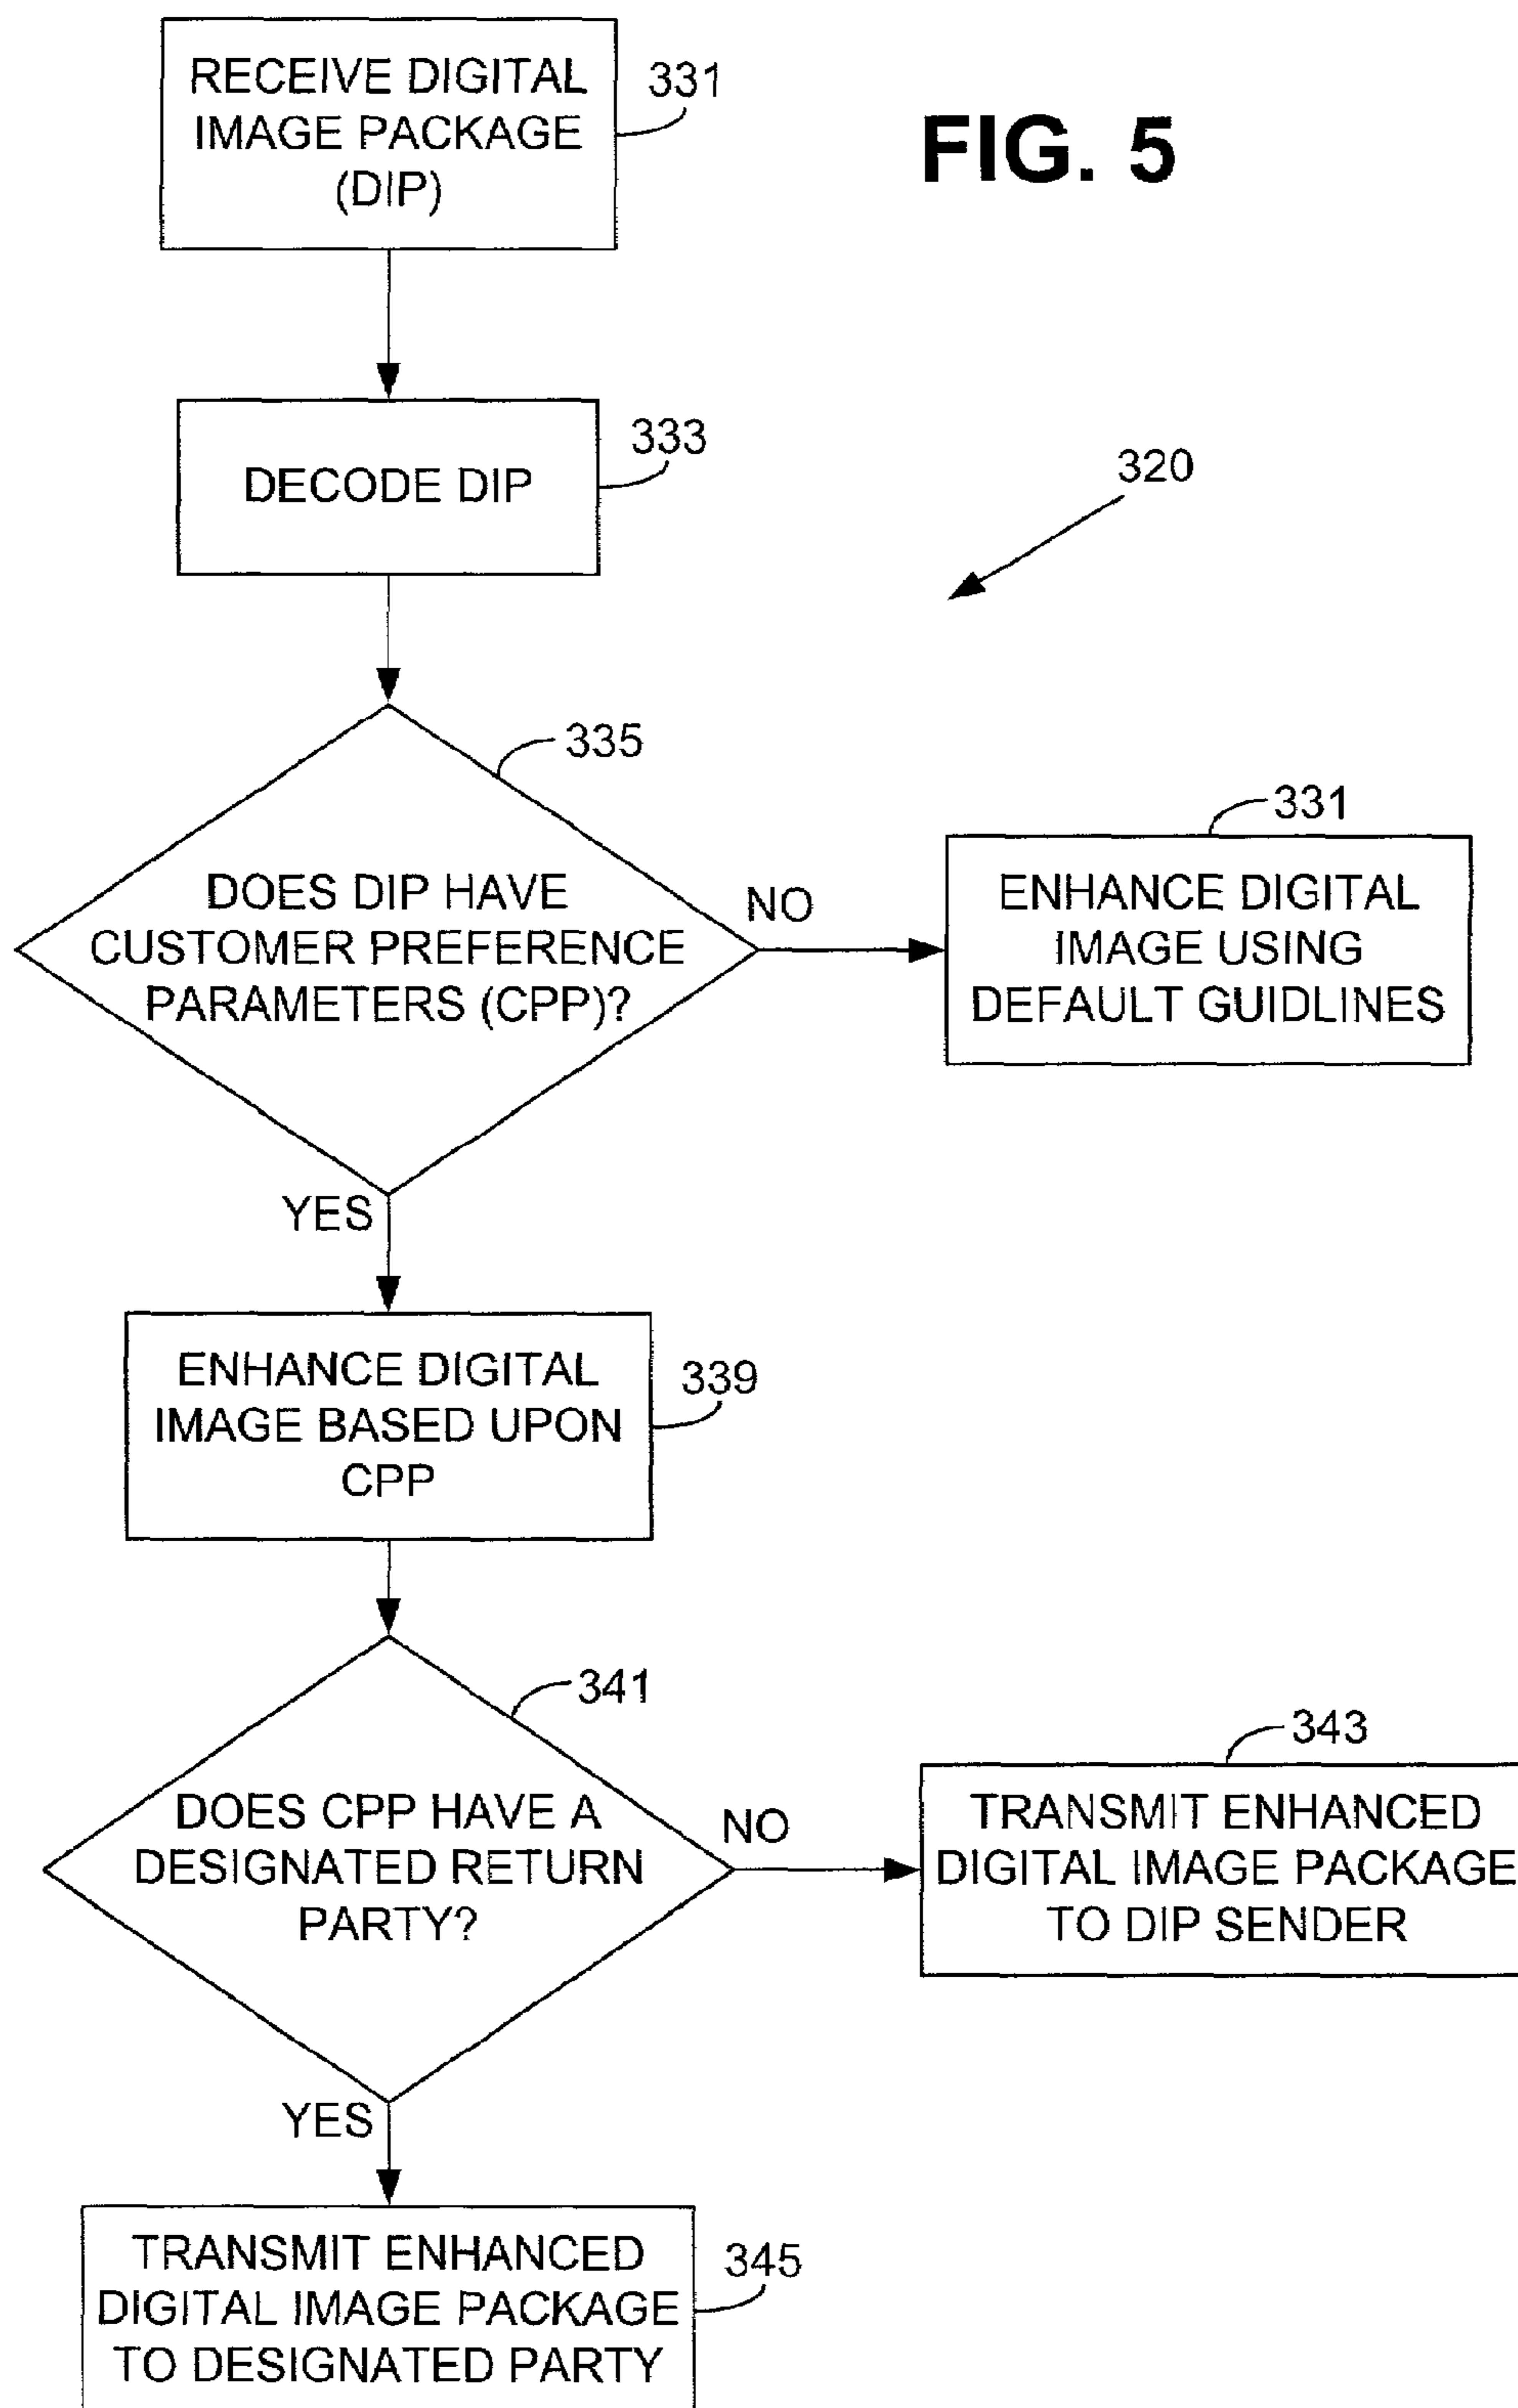 RECEIVE DIGITAL
IMAGE PACKAGE
(DIP)
331
FIG. 5
DECODE DIP
333
320
335
DOES DIP HAVE
CUSTOMER PREFERENCE
PARAMETERS (CPP)?
NO
331
ENHANCE DIGITAL
IMAGE USING
DEFAULT GUIDLINES
YES
ENHANCE DIGITAL
IMAGE BASED UPON
CPP
339
341
DOES CPP HAVE A
DESIGNATED RETURN
PARTY?
NO
343
TRANSMIT ENHANCED
DIGITAL IMAGE PACKAGE
TO DIP SENDER
YES
TRANSMIT ENHANCED
DIGITAL IMAGE PACKAGE
TO DESIGNATED PARTY
345